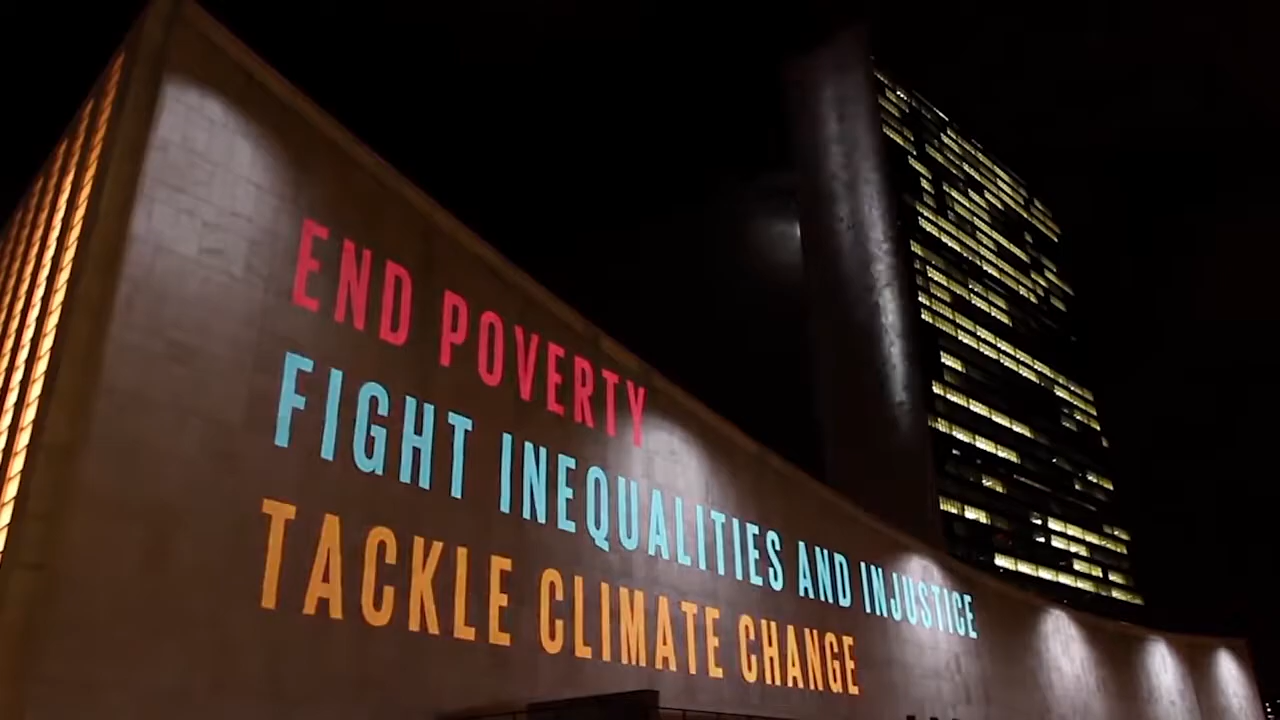 END POVERTY
FIGHT INEQUALITIES AND INJUSTICE
TACKLE CLIMATE CHANGE